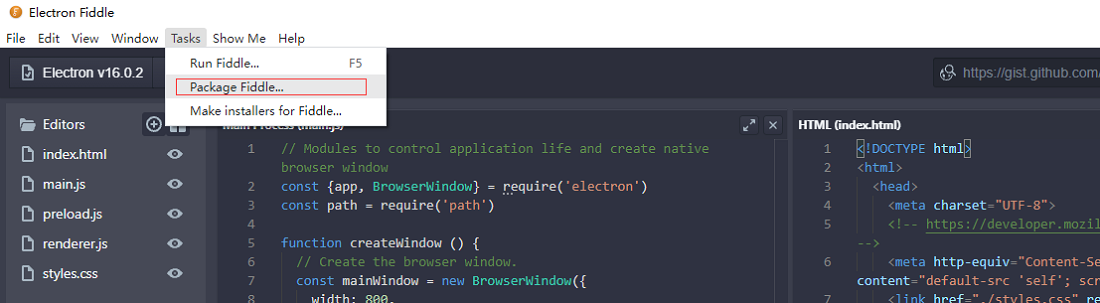 Electron Fiddle
File Edit View Window Tasks Show Me Help
Run Fiddle... F5
Package Fiddle...
Make installers for Fiddle...
Electron v16.0.2
https://gist.github.com/
Editors
index.html
main.js
preload.js
renderer.js
styles.css
Main Process (main.js)
1 // Modules to control application life and create native
browser window
2 const {app, BrowserWindow} = require('electron')
3 const path = require('path')
4
5 function createWindow () {
6 // Create the browser window.
7 const mainWindow = new BrowserWindow({
8 width: 800,
HTML (index.html)
1 <!DOCTYPE html>
2 <html>
3 <head>
4 <meta charset="UTF-8">
5 <!-- https://developer.mozil
-->
6 <meta http-equiv="Content-Se
content="default-src 'self'; scr
7 <link href="./styles.css" re